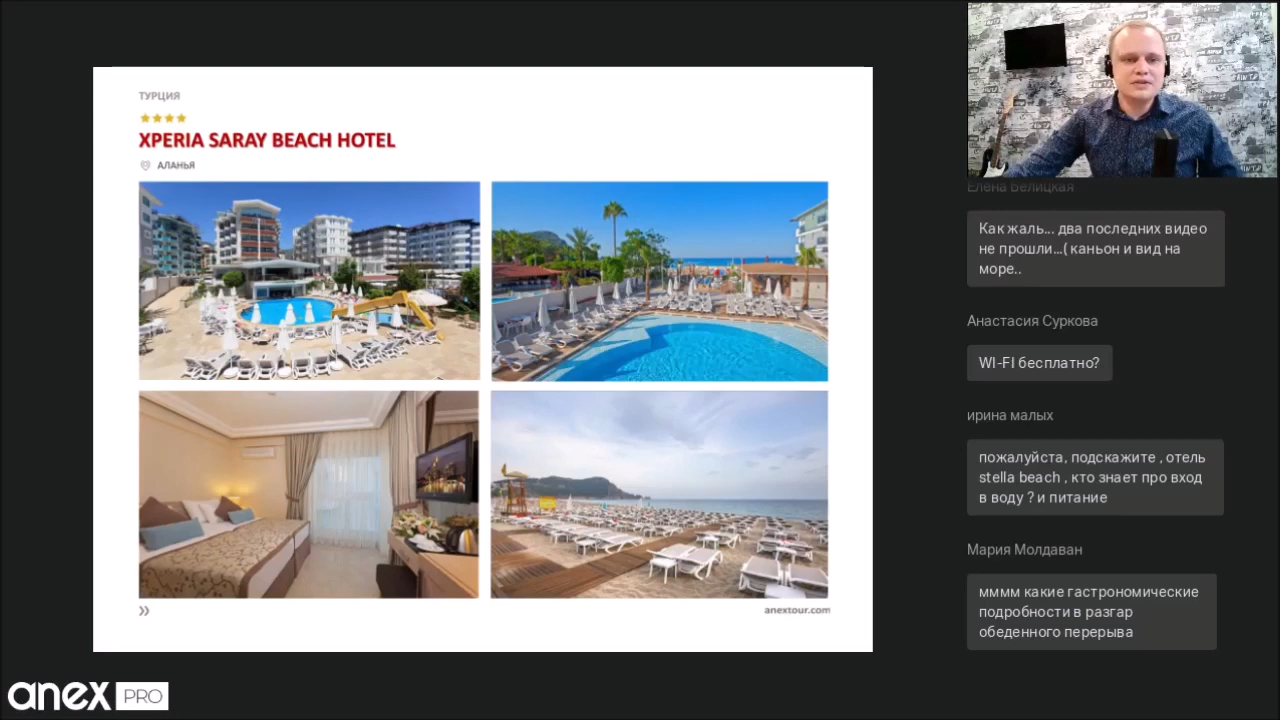 ТУРЦИЯ
XPERIA SARAY BEACH HOTEL
АЛАНЬЯ
anextour.com
anex PRO
Елена Велицкая
Как жаль... два последних видео
не прошли...( каньон и вид на
море..
Анастасия Суркова
WI-FI бесплатно?
ирина малых
пожалуйста, подскажите , отель
stella beach , кто знает про вход
в воду ? и питание
Мария Молдаван
мммм какие гастрономические
подробности в разгар
обеденного перерыва